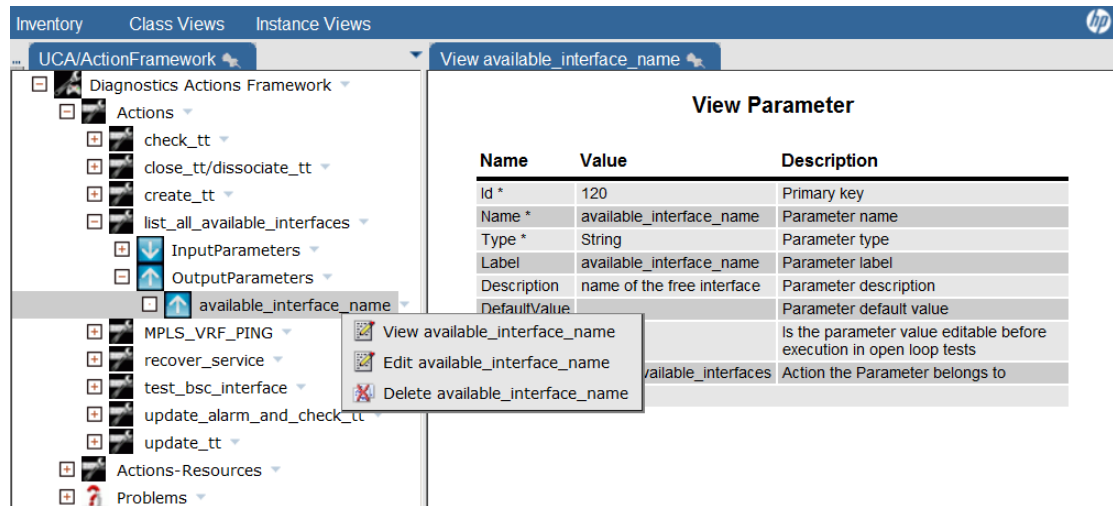 Inventory Class Views Instance Views hp
... UCA/ActionFramework
View available_interface_name
Diagnostics Actions Framework
Actions
check_tt
close_tt/dissociate_tt
create_tt
list_all_available_interfaces
InputParameters
OutputParameters
available_interface_name
MPLS_VRF_PING
recover_service
test_bsc_interface
update_alarm_and_check_tt
update_tt
Actions-Resources
Problems
View available_interface_name
Edit available_interface_name
Delete available_interface_name
View Parameter
Name Value Description
Id * 120 Primary key
Name * available_interface_name Parameter name
Type * String Parameter type
Label available_interface_name Parameter label
Description name of the free interface Parameter description
DefaultValue Parameter default value
Is the parameter value editable before
execution in open loop tests
available_interfaces Action the Parameter belongs to